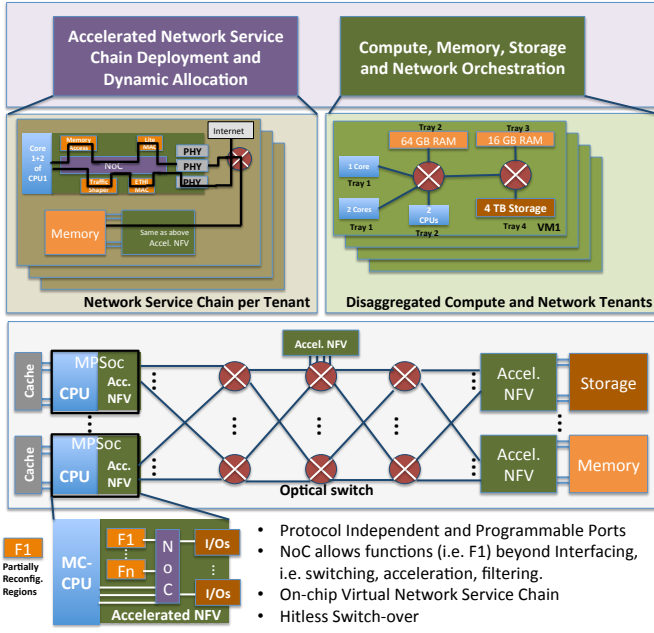 Accelerated Network Service
Chain Deployment and
Dynamic Allocation
Compute, Memory, Storage
and Network Orchestration
Internet
Core
1+2
of
CPU1
Memory
Access
Lite
MAC
NoC
Traffic
Shaper
ETHI
MAC
PHY
PHY
PHY
Memory
Same as above
Accel. NFV
Network Service Chain per Tenant
Tray 2
64 GB RAM
Tray 3
16 GB RAM
1 Core
Tray 1
2 Cores
Tray 1
2
CPUs
Tray 2
4 TB Storage
Tray 4
VM1
Disaggregated Compute and Network Tenants
Cache
MPSoc
CPU
Acc.
NFV
Accel. NFV
Accel.
NFV
Storage
Cache
MPSoc
CPU
Acc.
NFV
Accel.
NFV
Memory
Optical switch
F1
Partially
Reconfig.
Regions
MC-
CPU
F1
Fn
N
o
C
I/Os
I/Os
Accelerated NFV
• Protocol Independent and Programmable Ports
• NoC allows functions (i.e. F1) beyond Interfacing,
i.e. switching, acceleration, filtering.
• On-chip Virtual Network Service Chain
• Hitless Switch-over